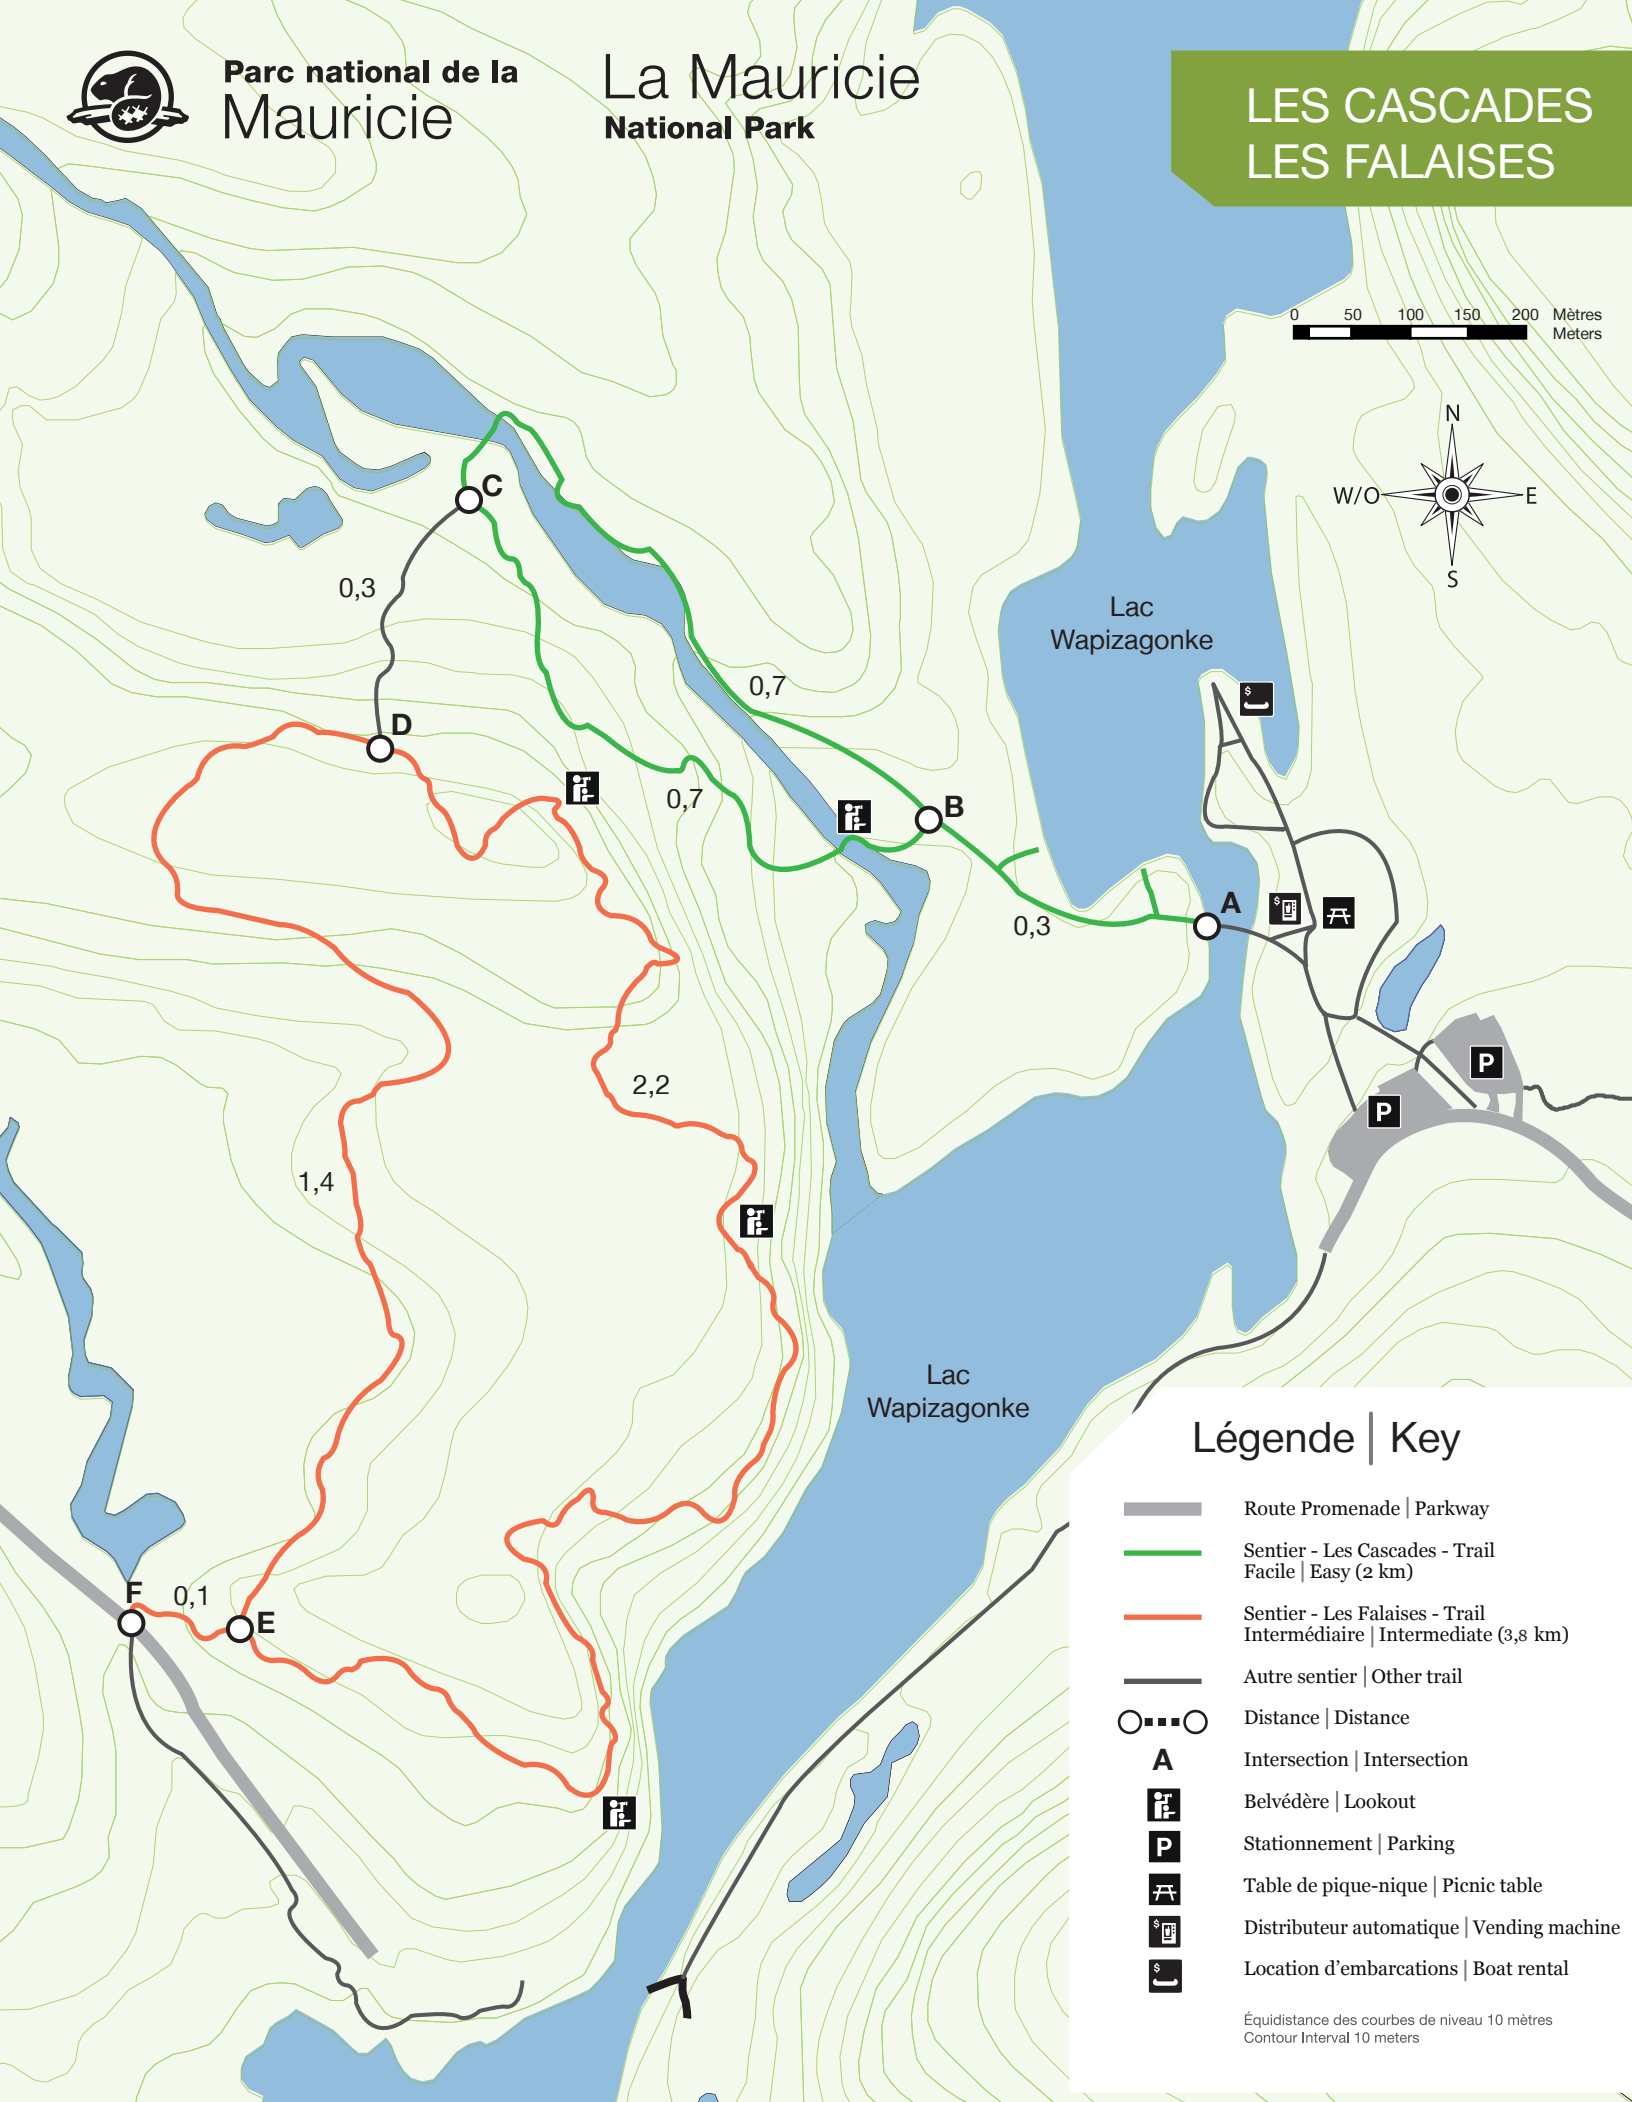 Parc national de la
Mauricie
La Mauricie
National Park
LES CASCADES
LES FALAISES
0 50 100 150 200 Mètres
Meters
N
W/O E
S
C
0,3
Lac
Wapizagonke
0,7
D
0,7
B
A
0,3
2,2
P
P
1,4
Lac
Wapizagonke
F
0,1
E
Légende | Key
Route Promenade | Parkway
Sentier - Les Cascades - Trail
Facile | Easy (2 km)
Sentier - Les Falaises - Trail
Intermédiaire | Intermediate (3,8 km)
Autre sentier | Other trail
Distance | Distance
A Intersection | Intersection
Belvédère | Lookout
P Stationnement | Parking
Table de pique-nique | Picnic table
$ Distributeur automatique | Vending machine
$ Location d'embarcations | Boat rental
Équidistance des courbes de niveau 10 mètres
Contour Interval 10 meters